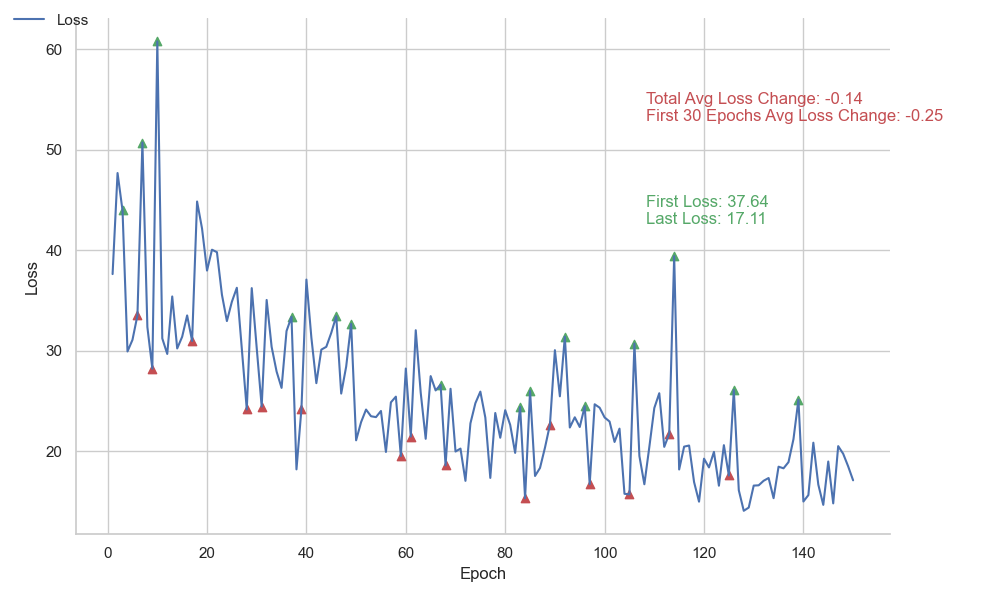 Loss
60
50
40
30
20
Loss
Total Avg Loss Change: -0.14
First 30 Epochs Avg Loss Change: -0.25
First Loss: 37.64
Last Loss: 17.11
0 20 40 60 80 100 120 140
Epoch